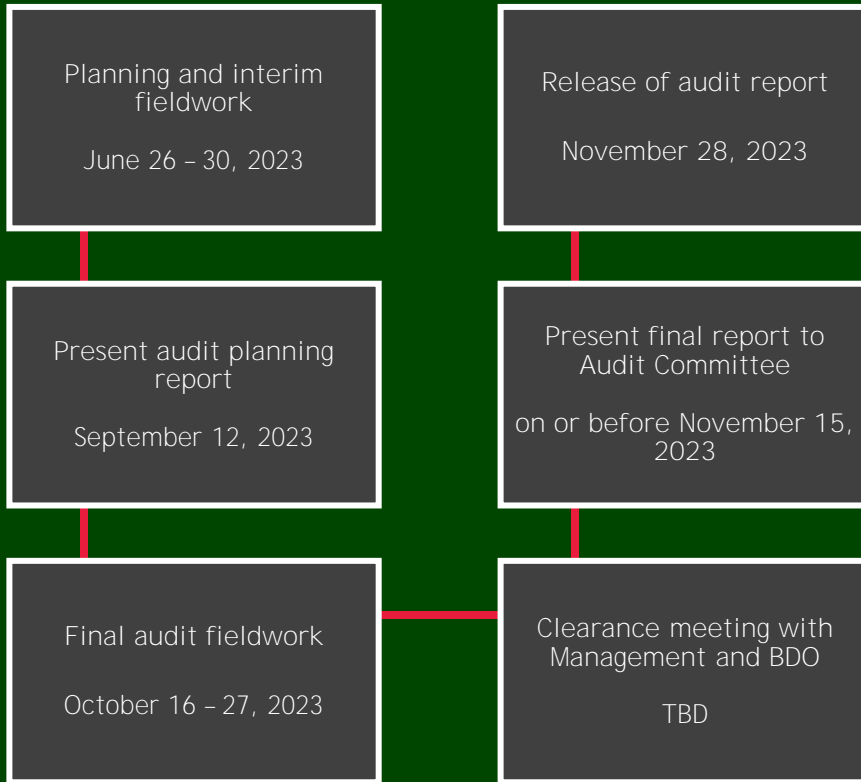 Planning and interim
fieldwork
June 26 – 30, 2023
Present audit planning
report
September 12, 2023
Final audit fieldwork
October 16 – 27, 2023
Clearance meeting with
Management and BDO
TBD
Present final report to
Audit Committee
on or before November 15,
2023
Release of audit report
November 28, 2023